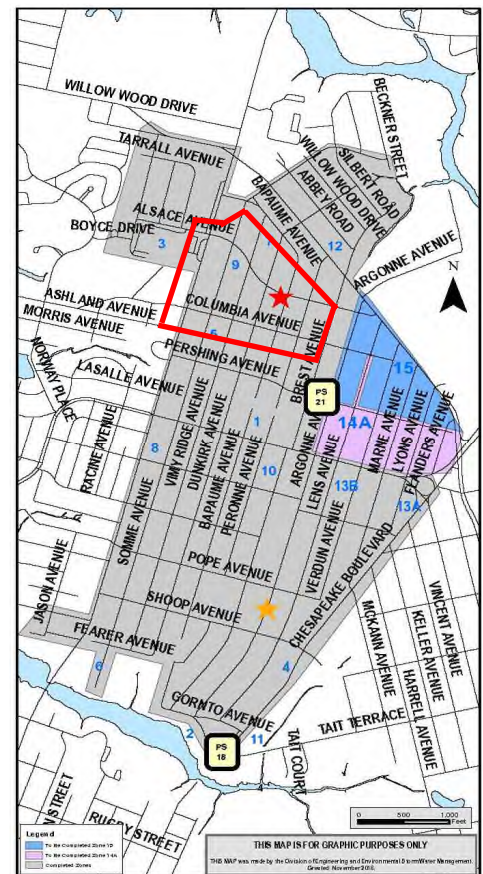 WILLOW WOOD DRIVE
BECKNER STREET
TARRALL AVENUE
SILBERT ROAD
WILLOW WOOD DRIVE
ABBEY ROAD
BAPAUME AVENUE
ALSACE AVENUE
BOYCE DRIVE
3
12
9
ARGONNE AVENUE
N
ASHLAND AVENUE
COLUMBIA AVENUE
MORRIS AVENUE
5
PERSHING AVENUE
BREST AVENUE
15
NORWAY PLACE
LASALLE AVENUE
PS
21
14A
1
VIMY RIDGE AVENUE
DUNKIRK AVENUE
BAPAUME AVENUE
PERONNE AVENUE
ARGONNE AV
LENS AVENUE
MARNE AVENUE
LYONS AVENUE
FLANDERS AVENUE
RACINE AVENUE
8
10
13B
13A
SOMME AVENUE
VERDUN AVENUE
POPE AVENUE
CHESAPEAKE BOULEVARD
JASON AVENUE
SHOOP AVENUE
FEARER AVENUE
MCKANN AVENUE
VINCENT AVENUE
KELLER AVENUE
HARRELL AVENUE
6
4
GORNTO AVENUE
TAIT TERRACE
2
PS
18
11
TAIT COURT
STREET
RUGBY STREET
0 500 1,000
Feet
Legend
To Be Completed Zone 15
To Be Completed Zone 14A
Completed Zones
THIS MAP IS FOR GRAPHIC PURPOSES ONLY
THIS MAP was made by the Division of Engineering and Environmental Storm Water Management.
Created: November 2018.